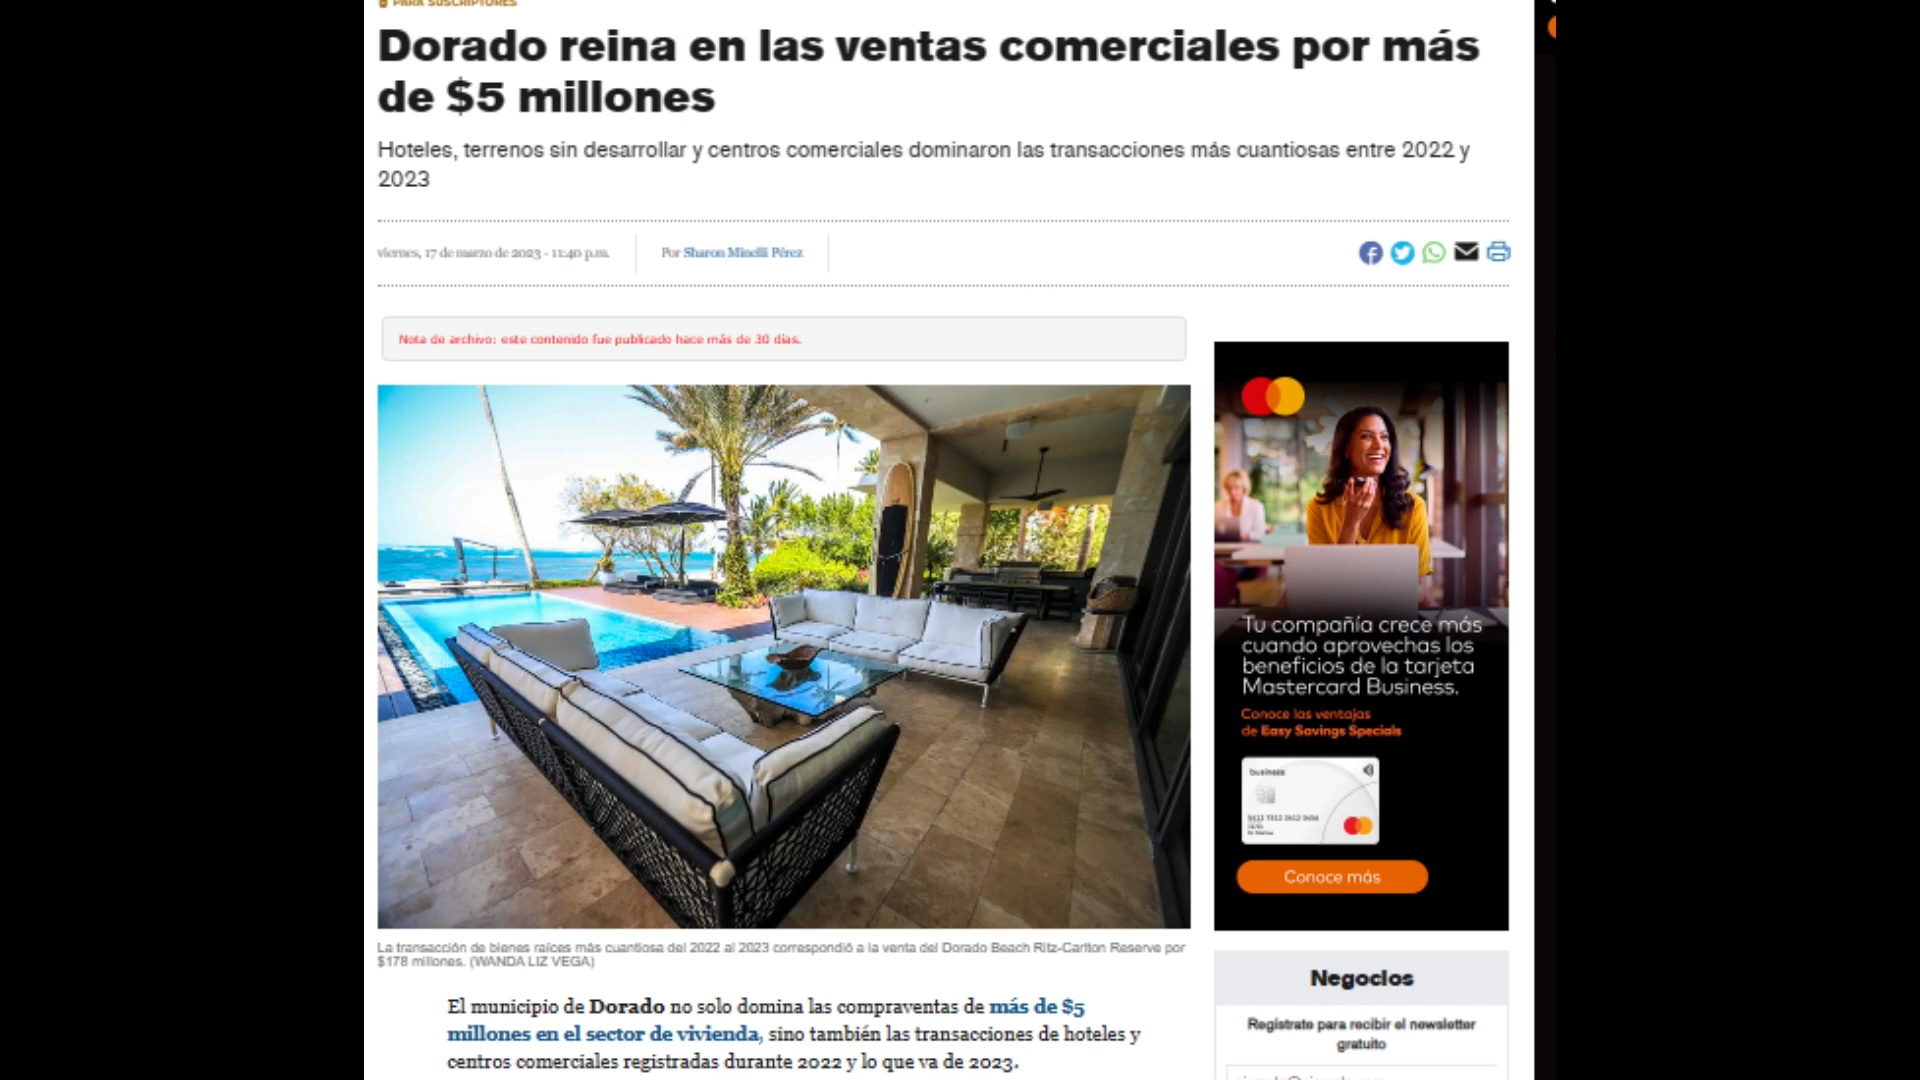 PARA SUSCRIPTORES
Dorado reina en las ventas comerciales por más
de $5 millones
Hoteles, terrenos sin desarrollar y centros comerciales dominaron las transacciones más cuantiosas entre 2022 y
2023
viernes, 17 de marzo de 2023 - 11:40 p.m.
Por Sharon Minelli Pérez
Nota de archivo: este contenido fue publicado hace más de 30 días.
La transacción de bienes raíces más cuantiosa del 2022 al 2023 correspondió a la venta del Dorado Beach Ritz-Carlton Reserve por
$178 millones. (WANDA LIZ VEGA)
El municipio de Dorado no solo domina las compraventas de más de $5
millones en el sector de vivienda, sino también las transacciones de hoteles y
centros comerciales registradas durante 2022 y lo que va de 2023.
Tu compañía crece más
cuando aprovechas los
beneficios de la tarjeta
Mastercard Business.
Conoce las ventajas
de Easy Savings Specials
business
Conoce más
Negocios
Regístrate para recibir el newsletter
gratuito